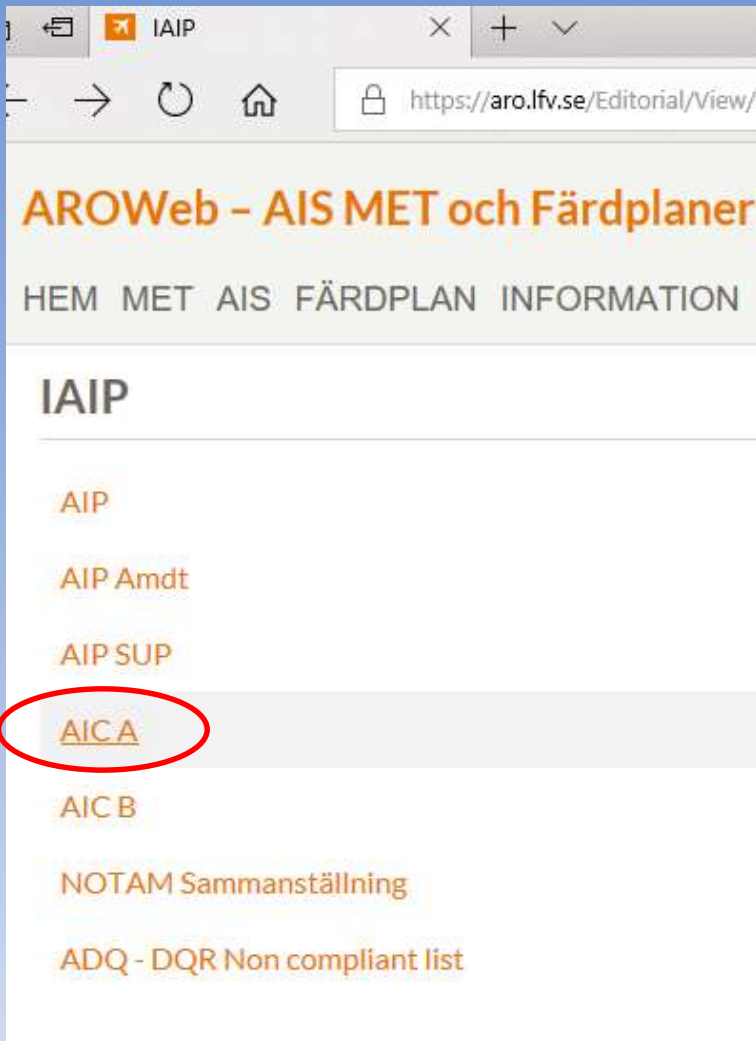 IAIP
https://aro.lfv.se/Editorial/View/
AROWeb – AIS MET och Färdplaner
HEM MET AIS FÄRDPLAN INFORMATION
IAIP
AIP
AIP Amdt
AIP SUP
AIC A
AIC B
NOTAM Sammanställning
ADQ - DQR Non compliant list